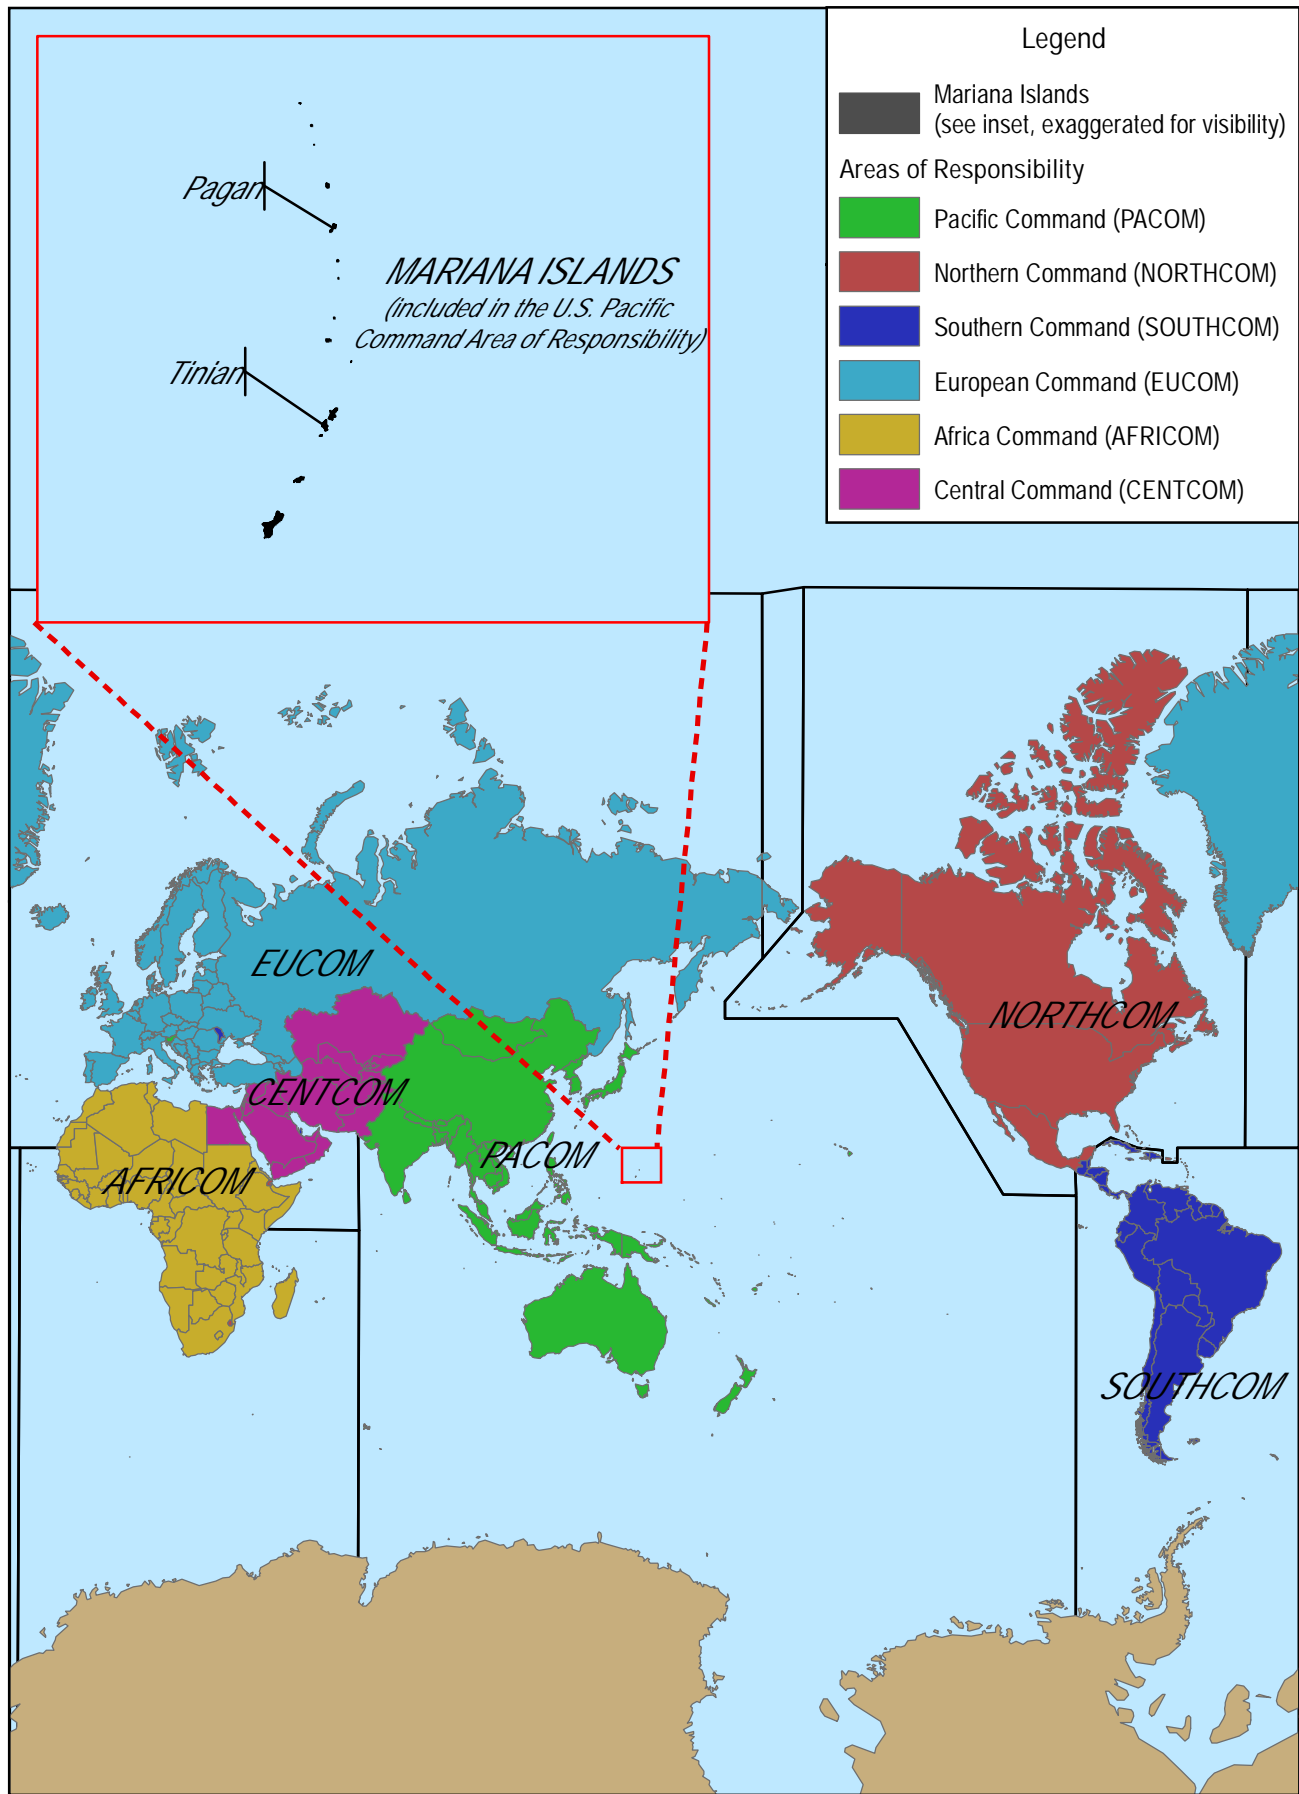 Legend
Mariana Islands
(see inset, exaggerated for visibility)
Areas of Responsibility
Pacific Command (PACOM)
Northern Command (NORTHCOM)
Southern Command (SOUTHCOM)
European Command (EUCOM)
Africa Command (AFRICOM)
Central Command (CENTCOM)
Pagan
MARIANA ISLANDS
(included in the U.S. Pacific
Command Area of Responsibility)
Tinian
EUCOM
NORTHCOM
CENTCOM
PACOM
AFRICOM
SOUTHCOM